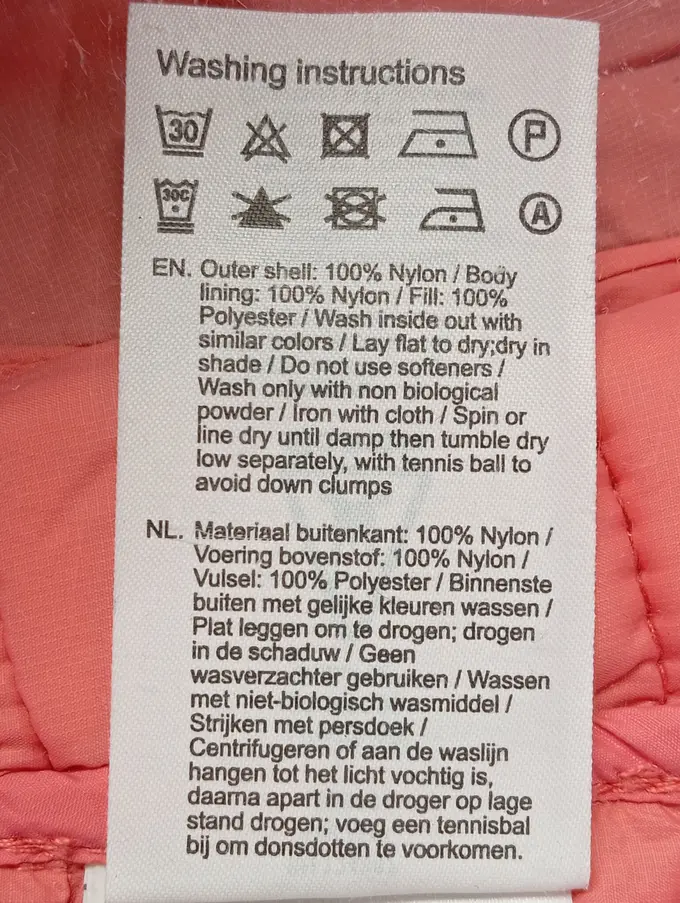 Washing instructions
30 P
30C A
EN. Outer shell: 100% Nylon / Body
lining: 100% Nylon / Fill: 100%
Polyester / Wash inside out with
similar colors / Lay flat to dry;dry in
shade / Do not use softeners /
Wash only with non biological
powder / Iron with cloth / Spin or
line dry until damp then tumble dry
low separately, with tennis ball to
avoid down clumps
NL. Materiaal buitenkant: 100% Nylon /
Voering bovenstof: 100% Nylon /
Vulsel: 100% Polyester / Binnenste
buiten met gelijke kleuren wassen /
Plat leggen om te drogen; drogen
in de schaduw / Geen
wasverzachter gebruiken / Wassen
met niet-biologisch wasmiddel /
Strijken met persdoek /
Centrifugeren of aan de waslijn
hangen tot het licht vochtig is,
daarna apart in de droger op lage
stand drogen; voeg een tennisbal
bij om donsdotten te voorkomen.